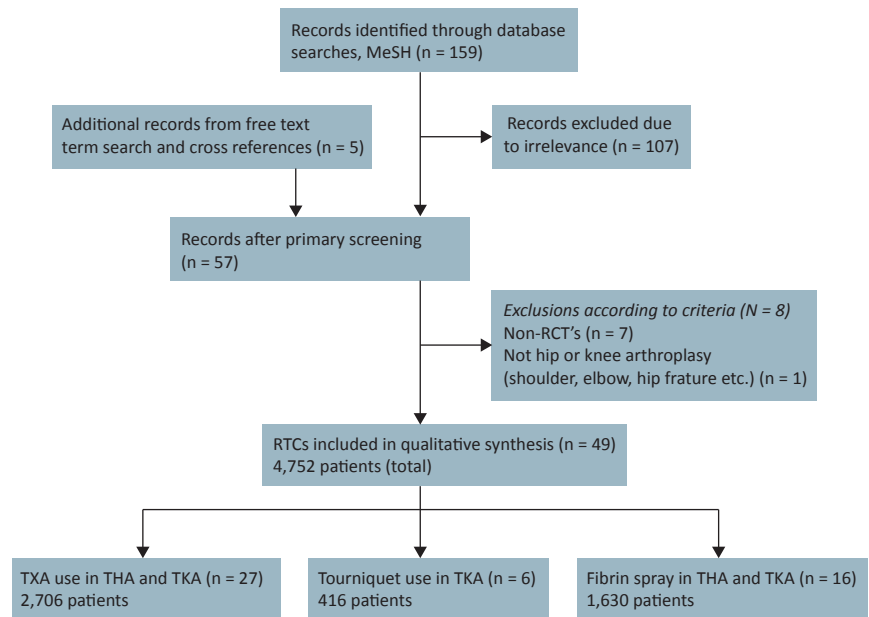 Records identified through database
searches, MeSH (n = 159)
Additional records from free text
term search and cross references (n = 5)
Records excluded due
to irrelevance (n = 107)
Records after primary screening
(n = 57)
Exclusions according to criteria (N = 8)
Non-RCT's (n = 7)
Not hip or knee arthroplasy
(shoulder, elbow, hip frature etc.) (n = 1)
RTCs included in qualitative synthesis (n = 49)
4,752 patients (total)
TXA use in THA and TKA (n = 27)
2,706 patients
Tourniquet use in TKA (n = 6)
416 patients
Fibrin spray in THA and TKA (n = 16)
1,630 patients